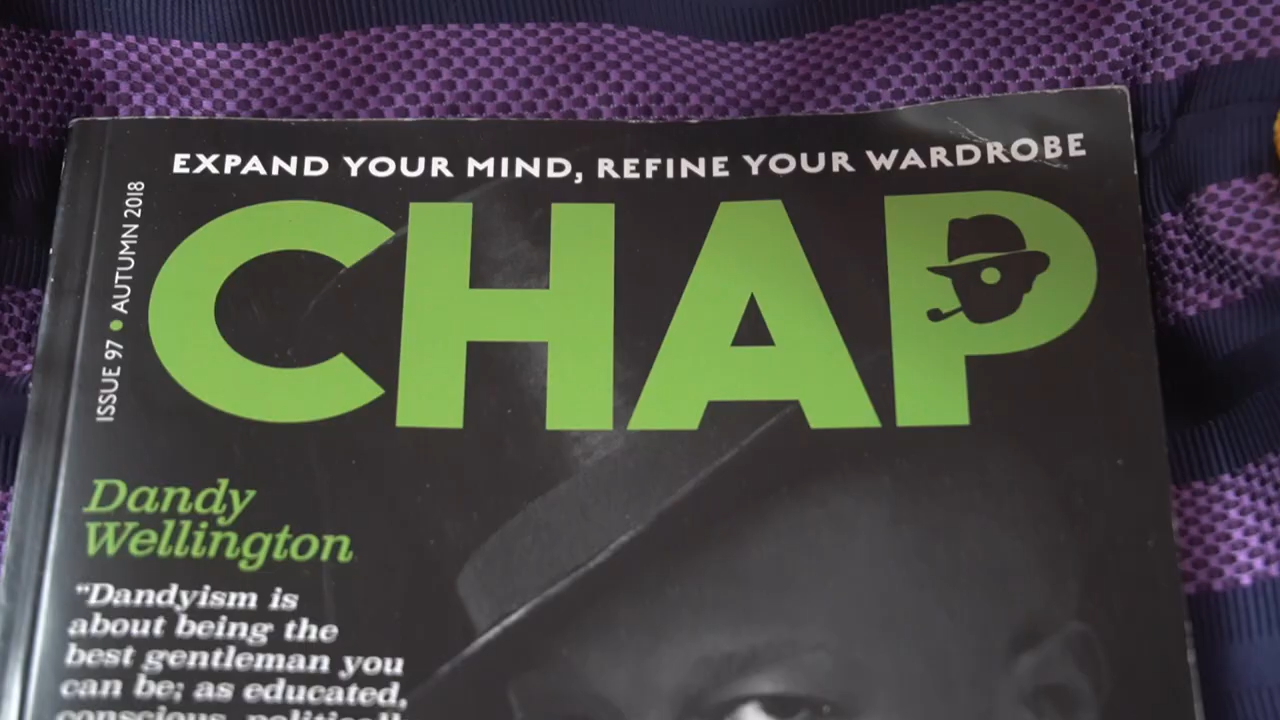 EXPAND YOUR MIND, REFINE YOUR WARDROBE
CHAP
ISSUE 97 • AUTUMN 2018
Dandy
Wellington
"Dandyism is
about being the
best gentleman you
can be; as educated,
conscious,